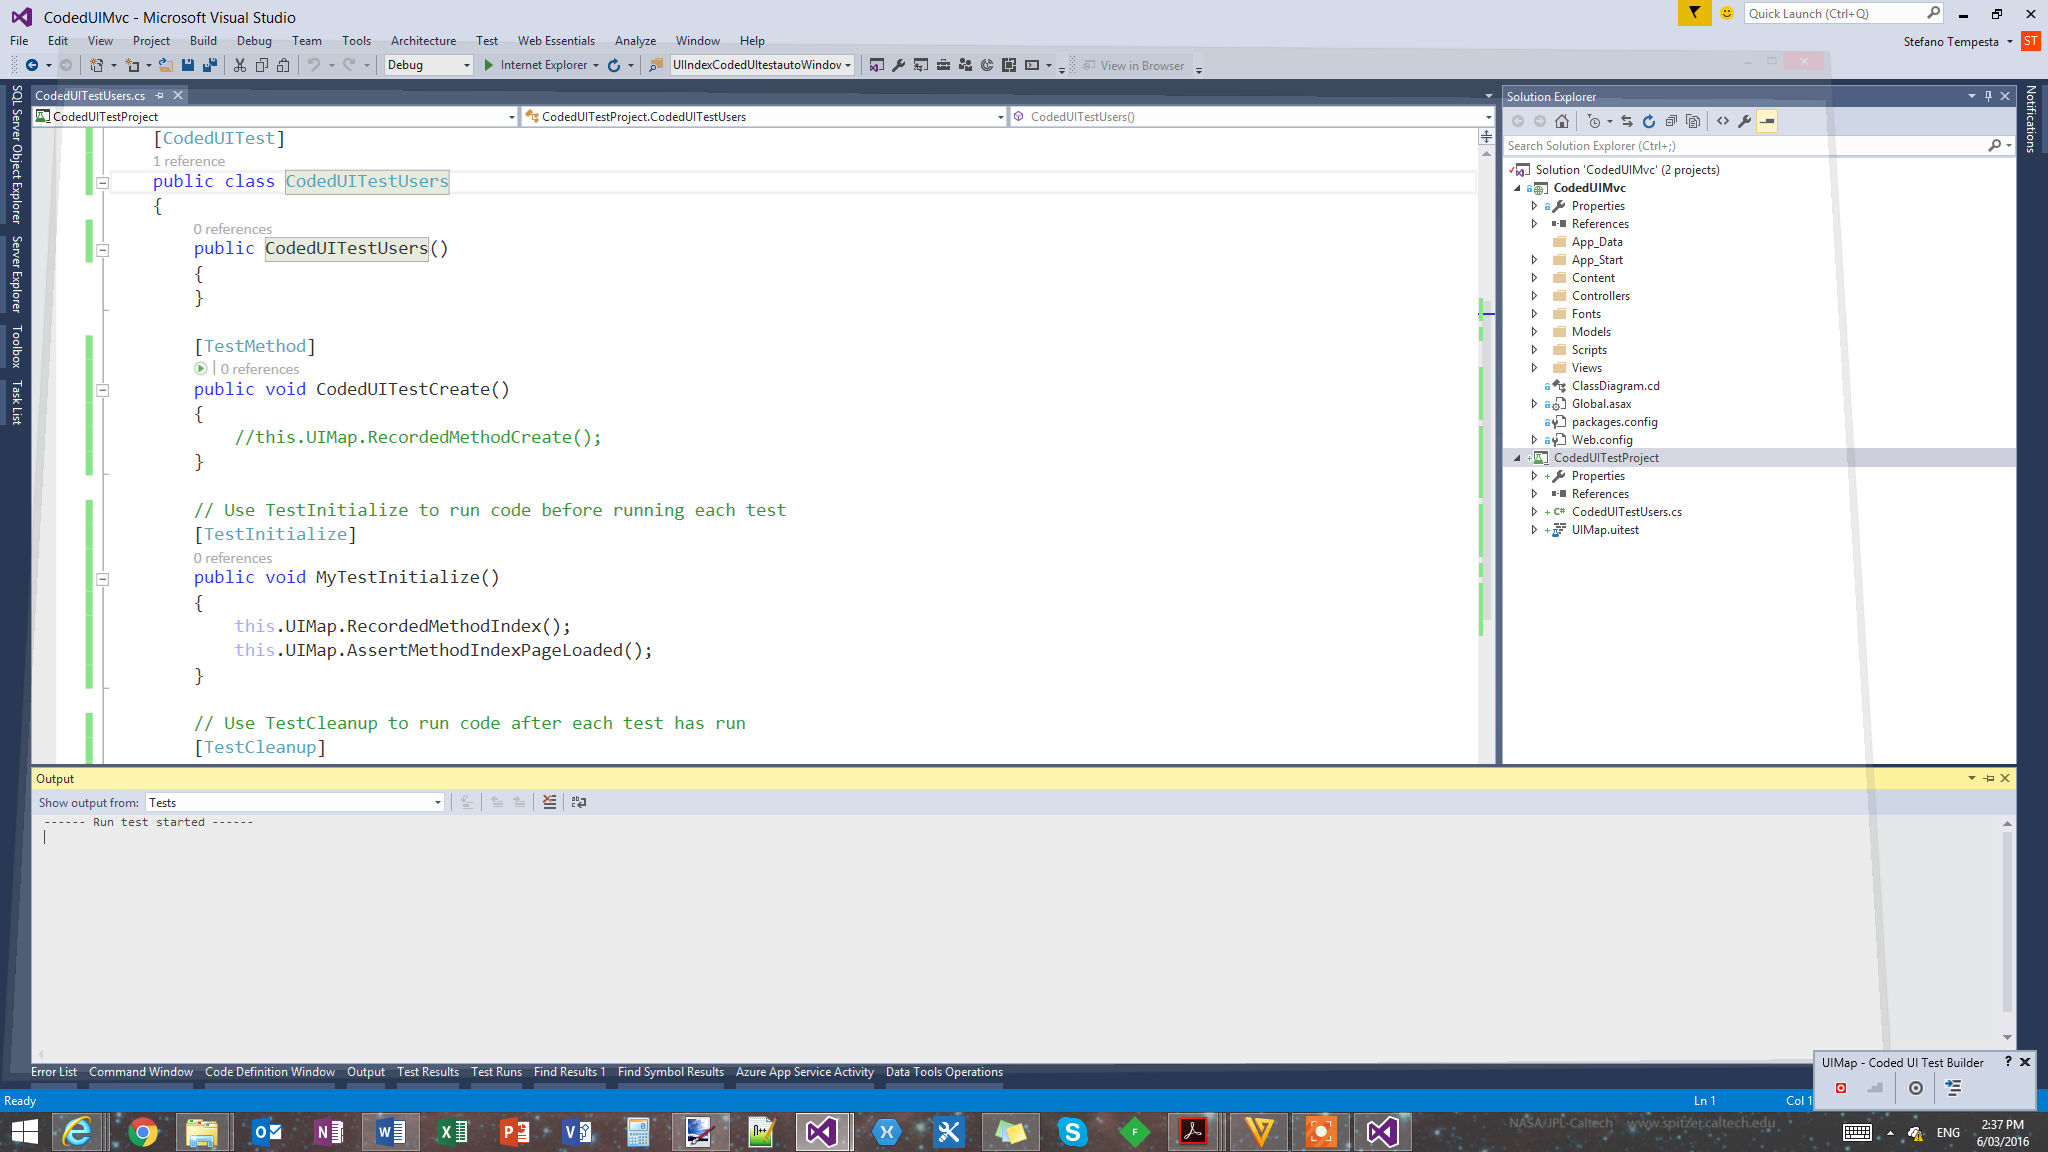 CodedUIMvc - Microsoft Visual Studio
Quick Launch (Ctrl+Q)
File Edit View Project Build Debug Team Tools Architecture Test Web Essentials Analyze Window Help
Stefano Tempesta ST
Debug Internet Explorer UIIndexCodedUItestautoWindov View in Browser
CodedUITestUsers.cs
CodedUITestProject CodedUITestProject.CodedUITestUsers CodedUITestUsers()
SQL Server Object Explorer
Server Explorer
Toolbox
Task List
[CodedUITest]
1 reference
public class CodedUITestUsers
{
0 references
public CodedUITestUsers()
{
}
[TestMethod]
0 references
public void CodedUITestCreate()
{
//this.UIMap.RecordedMethodCreate();
}
// Use TestInitialize to run code before running each test
[TestInitialize]
0 references
public void MyTestInitialize()
{
this.UIMap.RecordedMethodIndex();
this.UIMap.AssertMethodIndexPageLoaded();
}
// Use TestCleanup to run code after each test has run
[TestCleanup]
Solution Explorer
Search Solution Explorer (Ctrl+;)
Solution 'CodedUIMvc' (2 projects)
CodedUIMvc
Properties
References
App_Data
App_Start
Content
Controllers
Fonts
Models
Scripts
Views
ClassDiagram.cd
Global.asax
packages.config
Web.config
CodedUITestProject
Properties
References
C# CodedUITestUsers.cs
UIMap.uitest
Notifications
Output
Show output from: Tests
------ Run test started ------
Error List Command Window Code Definition Window Output Test Results Test Runs Find Results 1 Find Symbol Results Azure App Service Activity Data Tools Operations
UIMap - Coded UI Test Builder
Ready Ln 1 Col 1
NASA/JPL-Caltech www.spitzer.caltech.edu
ENG
2:37 PM
6/03/2016